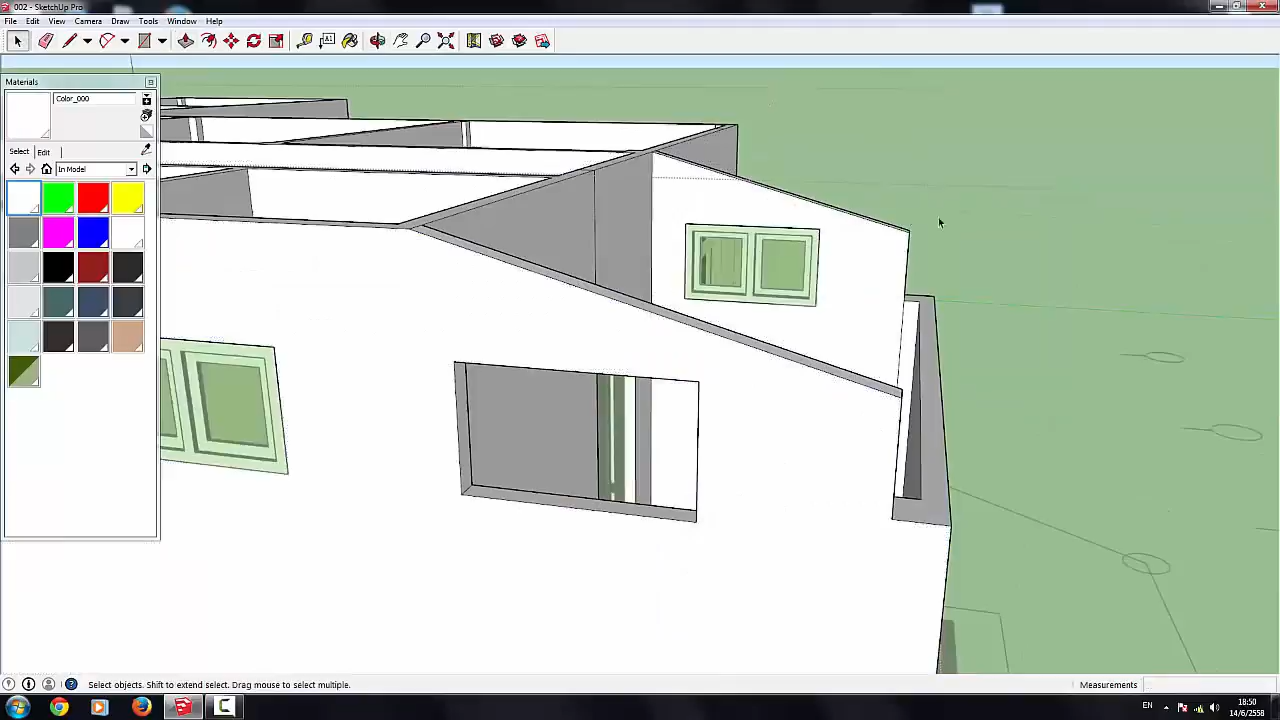 002 - SketchUp Pro
File Edit View Camera Draw Tools Window Help
A1
Materials
Color_000
Select Edit
In Model
Select objects. Shift to extend select. Drag mouse to select multiple.
Measurements
EN
18:50
14/6/2558